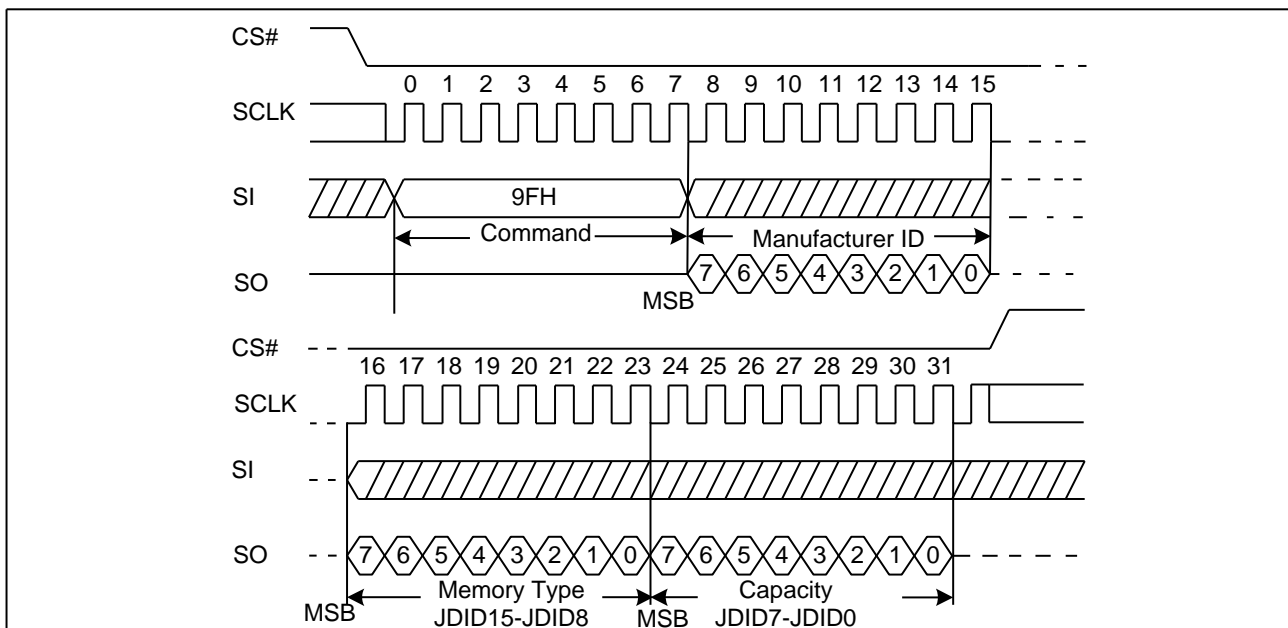 CS#
0 1 2 3 4 5 6 7 8 9 10 11 12 13 14 15
SCLK
SI 9FH
Command Manufacturer ID
SO 7 6 5 4 3 2 1 0
MSB
CS#
16 17 18 19 20 21 22 23 24 25 26 27 28 29 30 31
SCLK
SI
SO 7 6 5 4 3 2 1 0 7 6 5 4 3 2 1 0
Memory Type Capacity
MSB JDID15-JDID8 MSB JDID7-JDID0